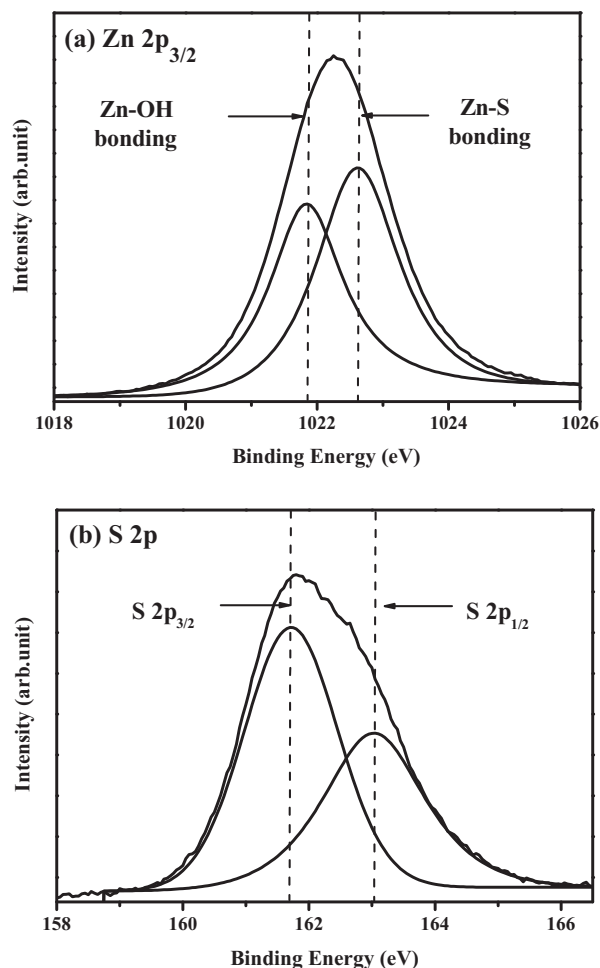 (a) Zn 2p3/2
Zn-OH
bonding
Zn-S
bonding
Intensity (arb.unit)
1018 1020 1022 1024 1026
Binding Energy (eV)
(b) S 2p
S 2p3/2
S 2p1/2
Intensity (arb.unit)
158 160 162 164 166
Binding Energy (eV)